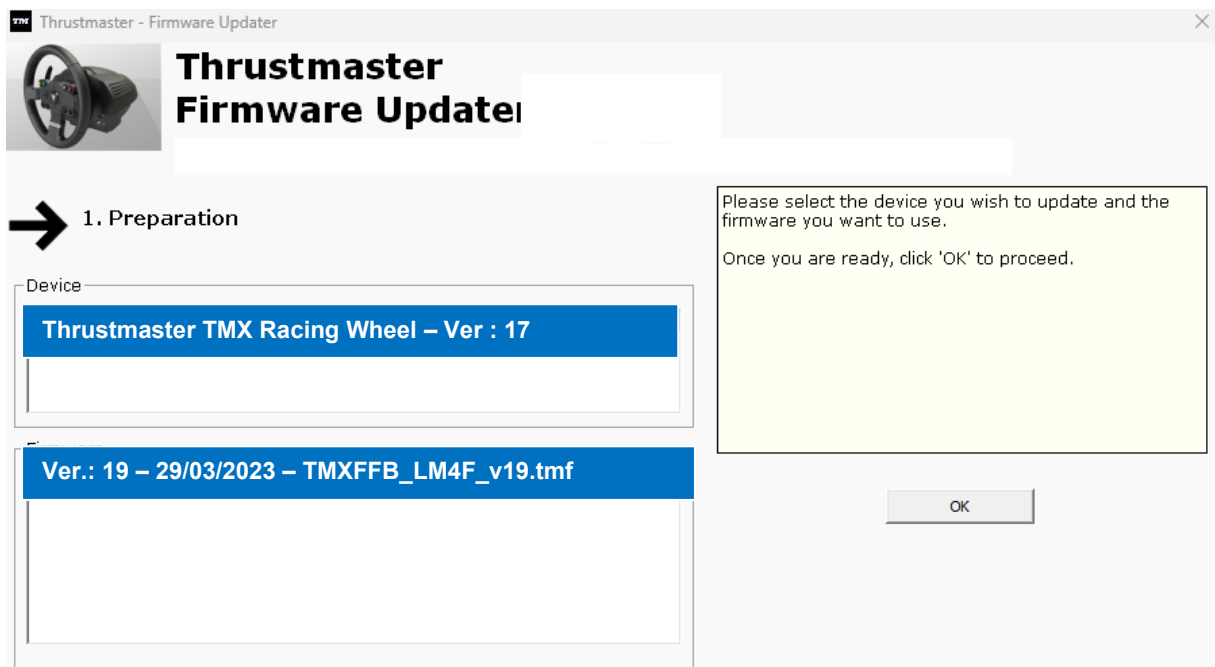 Thrustmaster - Firmware Updater
Thrustmaster
Firmware Updater
1. Preparation
Please select the device you wish to update and the
firmware you want to use.
Once you are ready, click 'OK' to proceed.
Device
Thrustmaster TMX Racing Wheel – Ver : 17
Ver.: 19 – 29/03/2023 – TMXFFB_LM4F_v19.tmf
OK